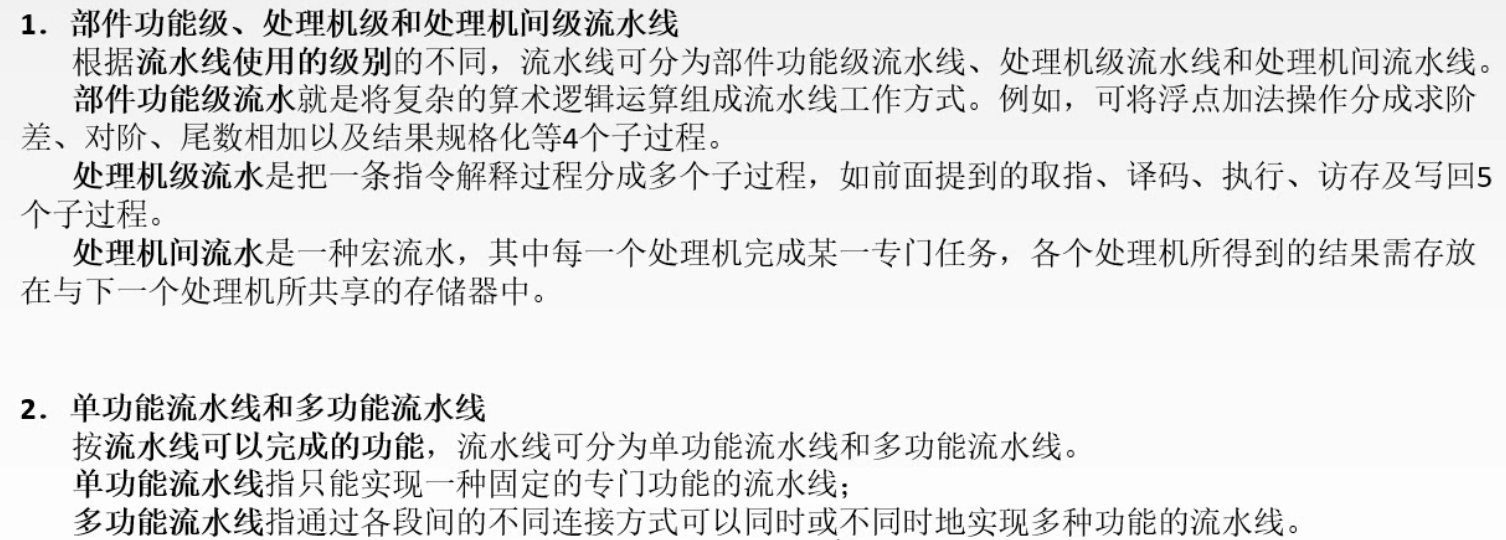 1. 部件功能级、处理机级和处理机间级流水线
根据流水线使用的级别的不同，流水线可分为部件功能级流水线、处理机级流水线和处理机间流水线。
部件功能级流水就是将复杂的算术逻辑运算组成流水线工作方式。例如，可将浮点加法操作分成求阶
差、对阶、尾数相加以及结果规格化等4个子过程。
处理机级流水是把一条指令解释过程分成多个子过程，如前面提到的取指、译码、执行、访存及写回5
个子过程。
处理机间流水是一种宏流水，其中每一个处理机完成某一专门任务，各个处理机所得到的结果需存放
在与下一个处理机所共享的存储器中。
2. 单功能流水线和多功能流水线
按流水线可以完成的功能，流水线可分为单功能流水线和多功能流水线。
单功能流水线指只能实现一种固定的专门功能的流水线；
多功能流水线指通过各段间的不同连接方式可以同时或不同时地实现多种功能的流水线。